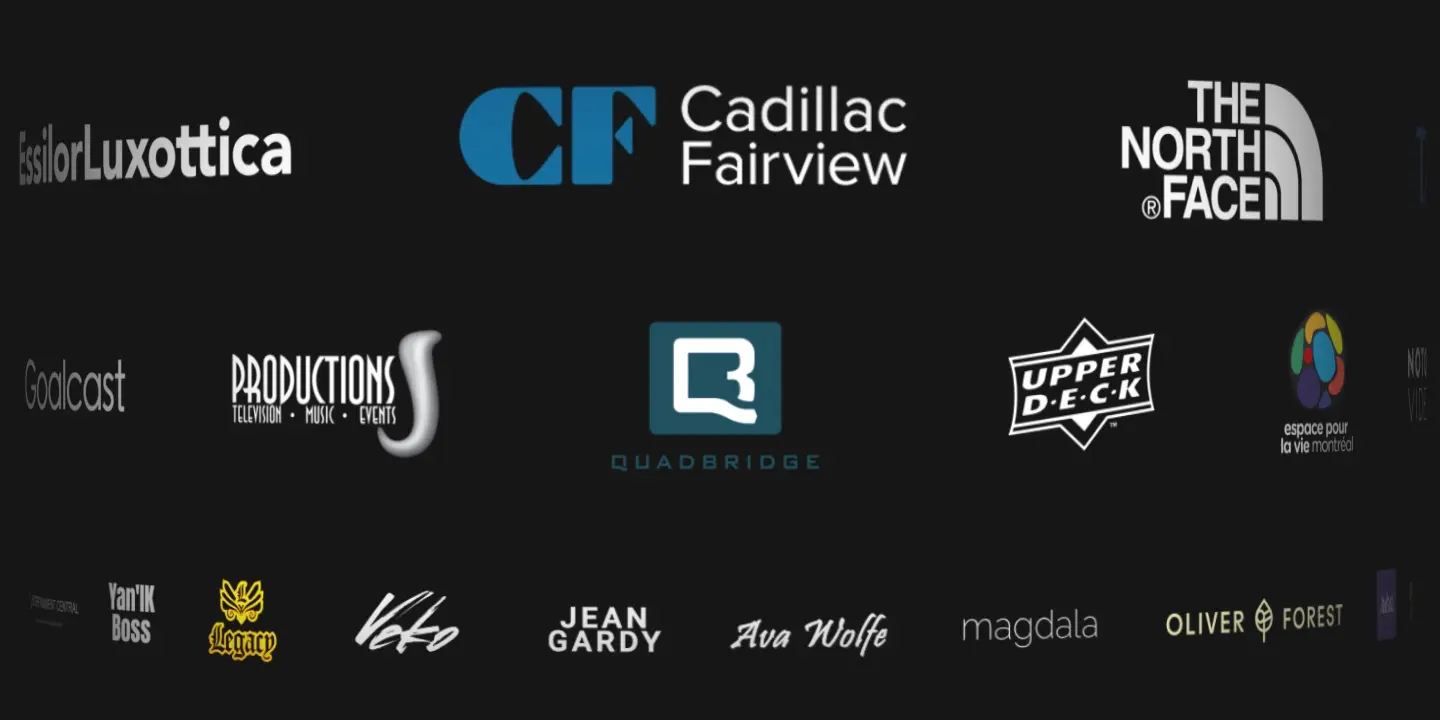 EssilorLuxottica
CF
Cadillac
Fairview
THE
NORTH
FACE
®
Goalcast
PRODUCTIONS J
TELEVISION • MUSIC • EVENTS
QUADBRIDGE
UPPER
D·E·C·K
™
espace pour
la vie montréal
Yan'IK
Boss
Legacy
Veko
JEAN
GARDY
Ava Wolfe
magdala
OLIVER FOREST